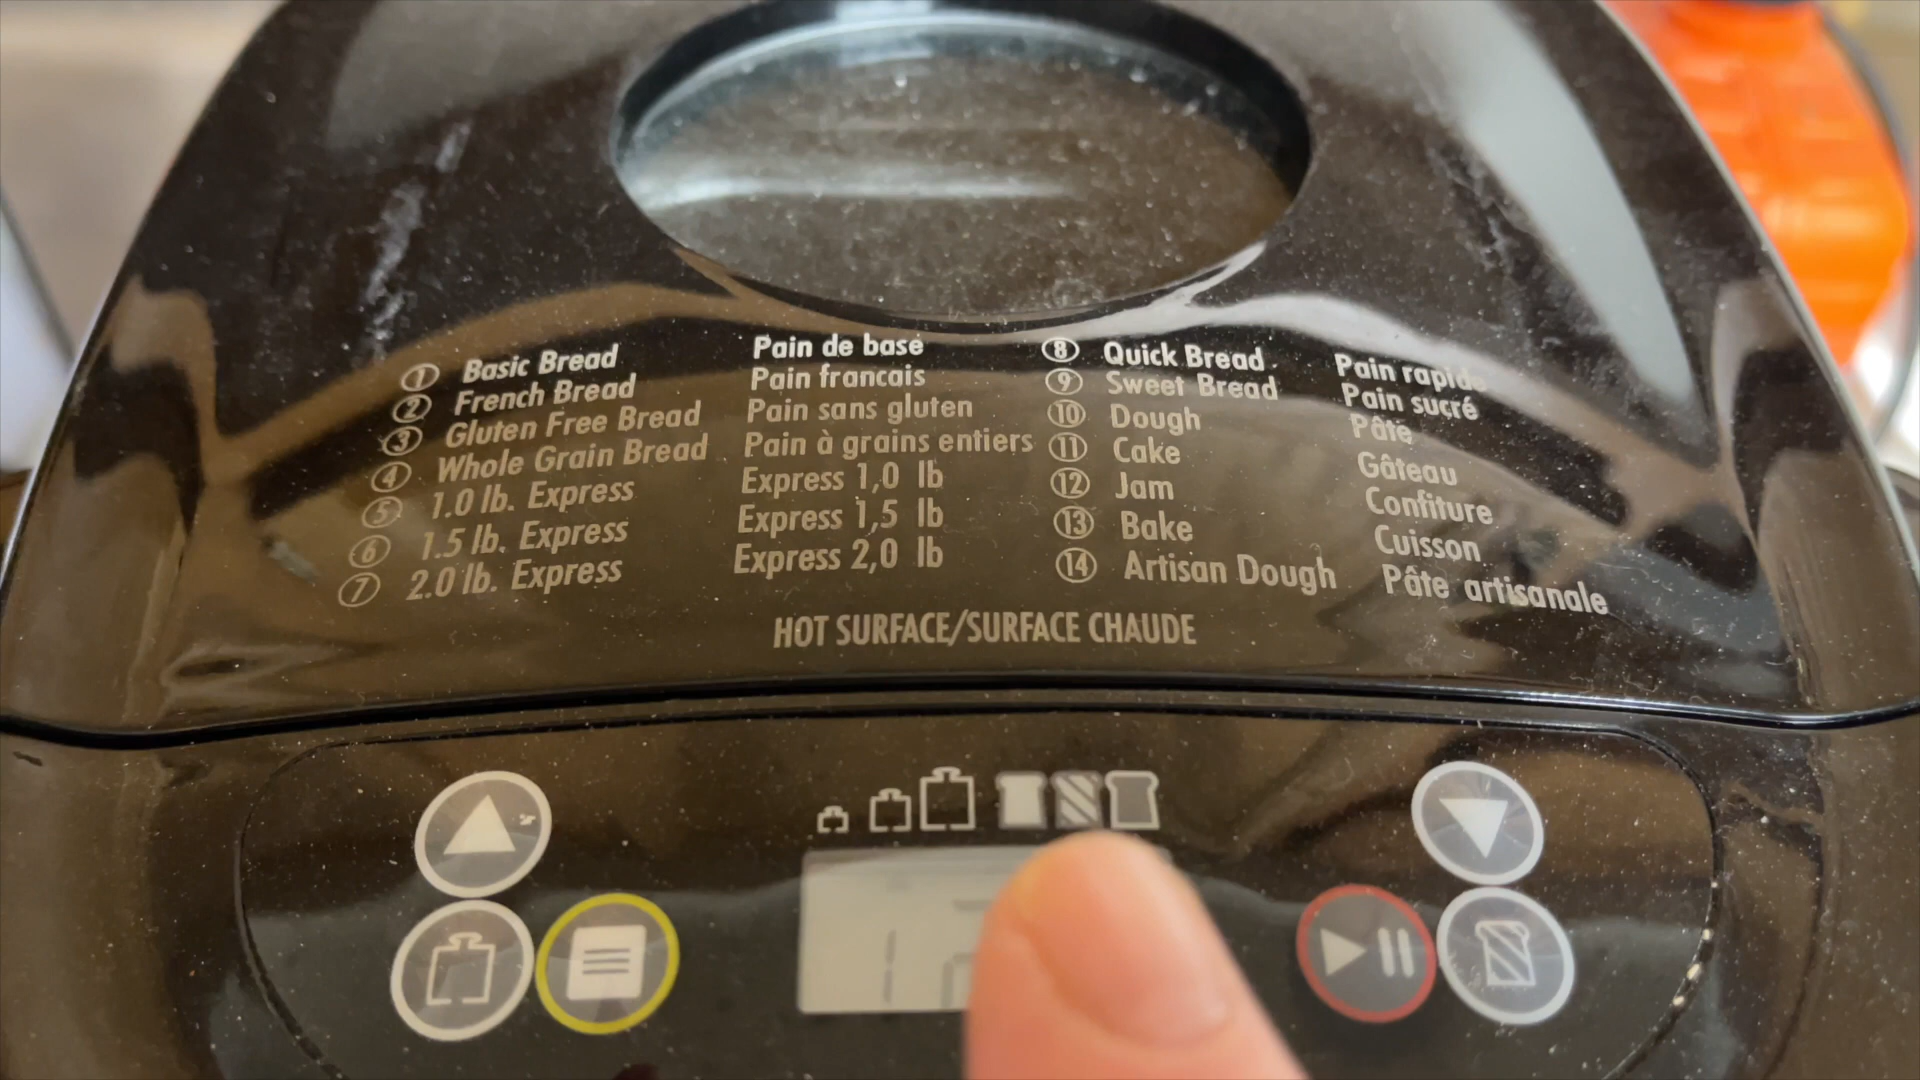 ① Basic Bread Pain de base
② French Bread Pain francais
③ Gluten Free Bread Pain sans gluten
④ Whole Grain Bread Pain à grains entiers
⑤ 1.0 lb. Express Express 1,0 lb
⑥ 1.5 lb. Express Express 1,5 lb
⑦ 2.0 lb. Express Express 2,0 lb
⑧ Quick Bread Pain rapide
⑨ Sweet Bread Pain sucré
⑩ Dough Pâte
⑪ Cake Gâteau
⑫ Jam Confiture
⑬ Bake Cuisson
⑭ Artisan Dough Pâte artisanale
HOT SURFACE/SURFACE CHAUDE